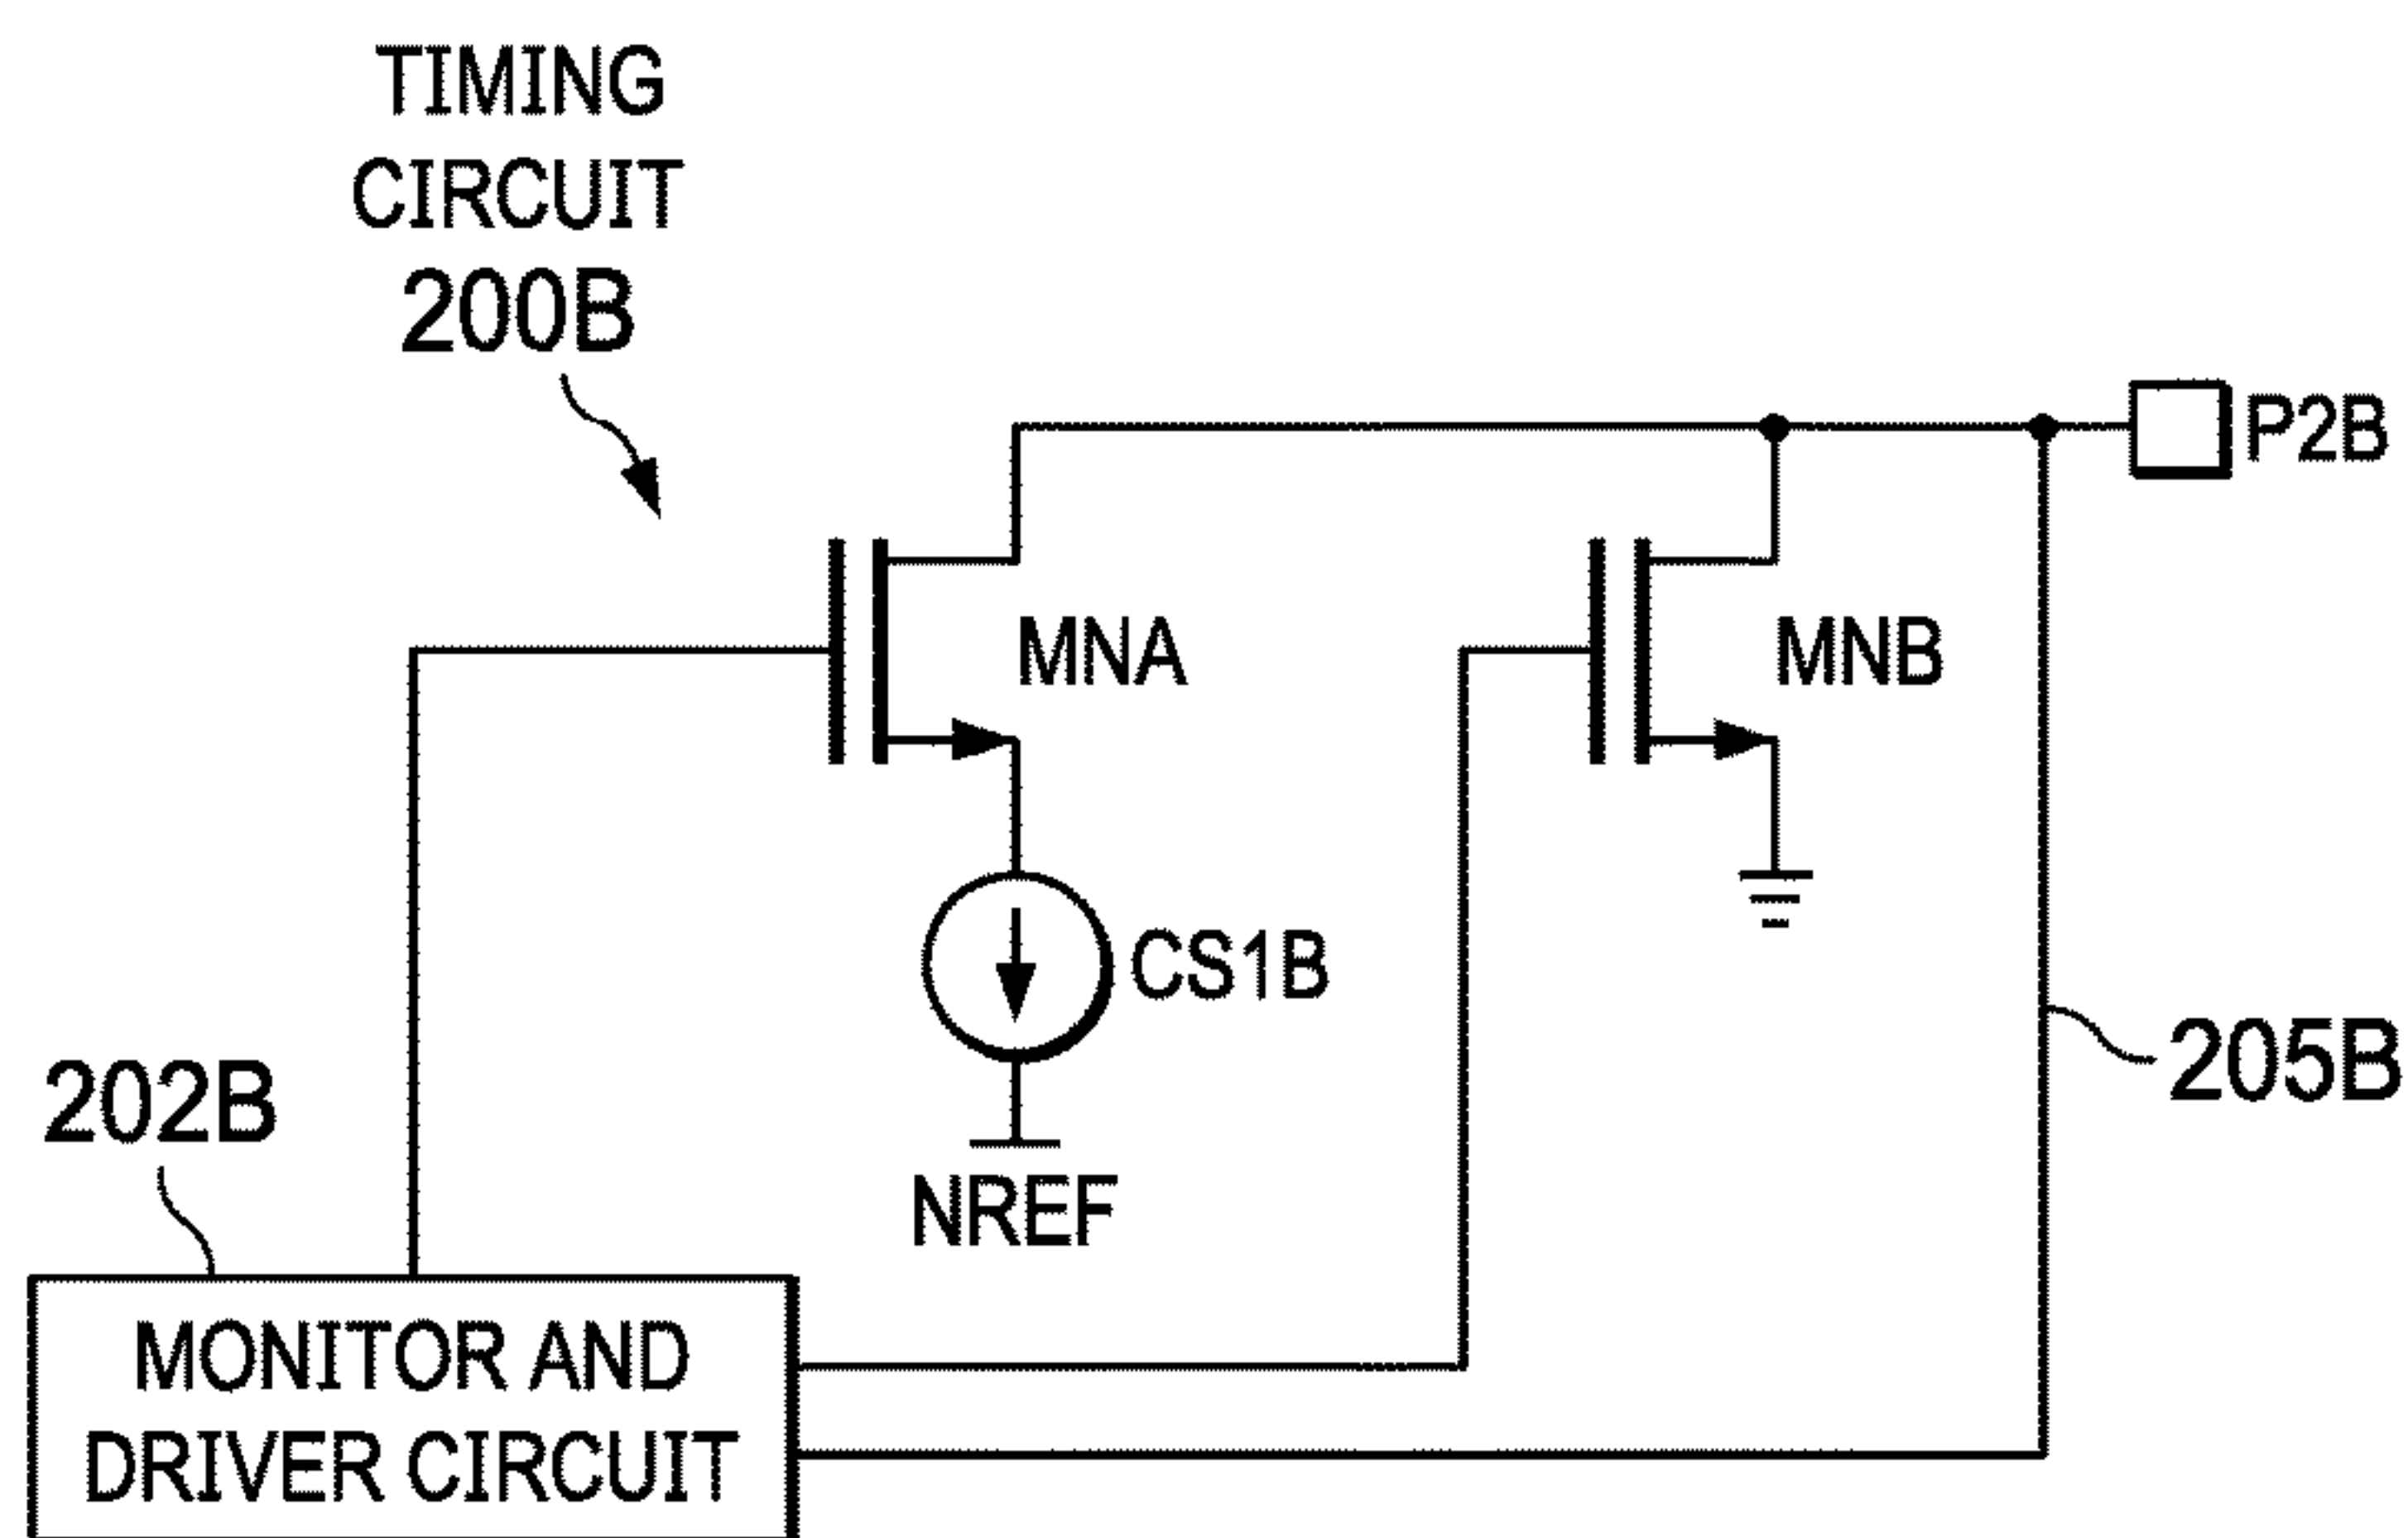 TIMING
CIRCUIT
200B
P2B
MNA
MNB
CS1B
205B
202B
NREF
MONITOR AND
DRIVER CIRCUIT